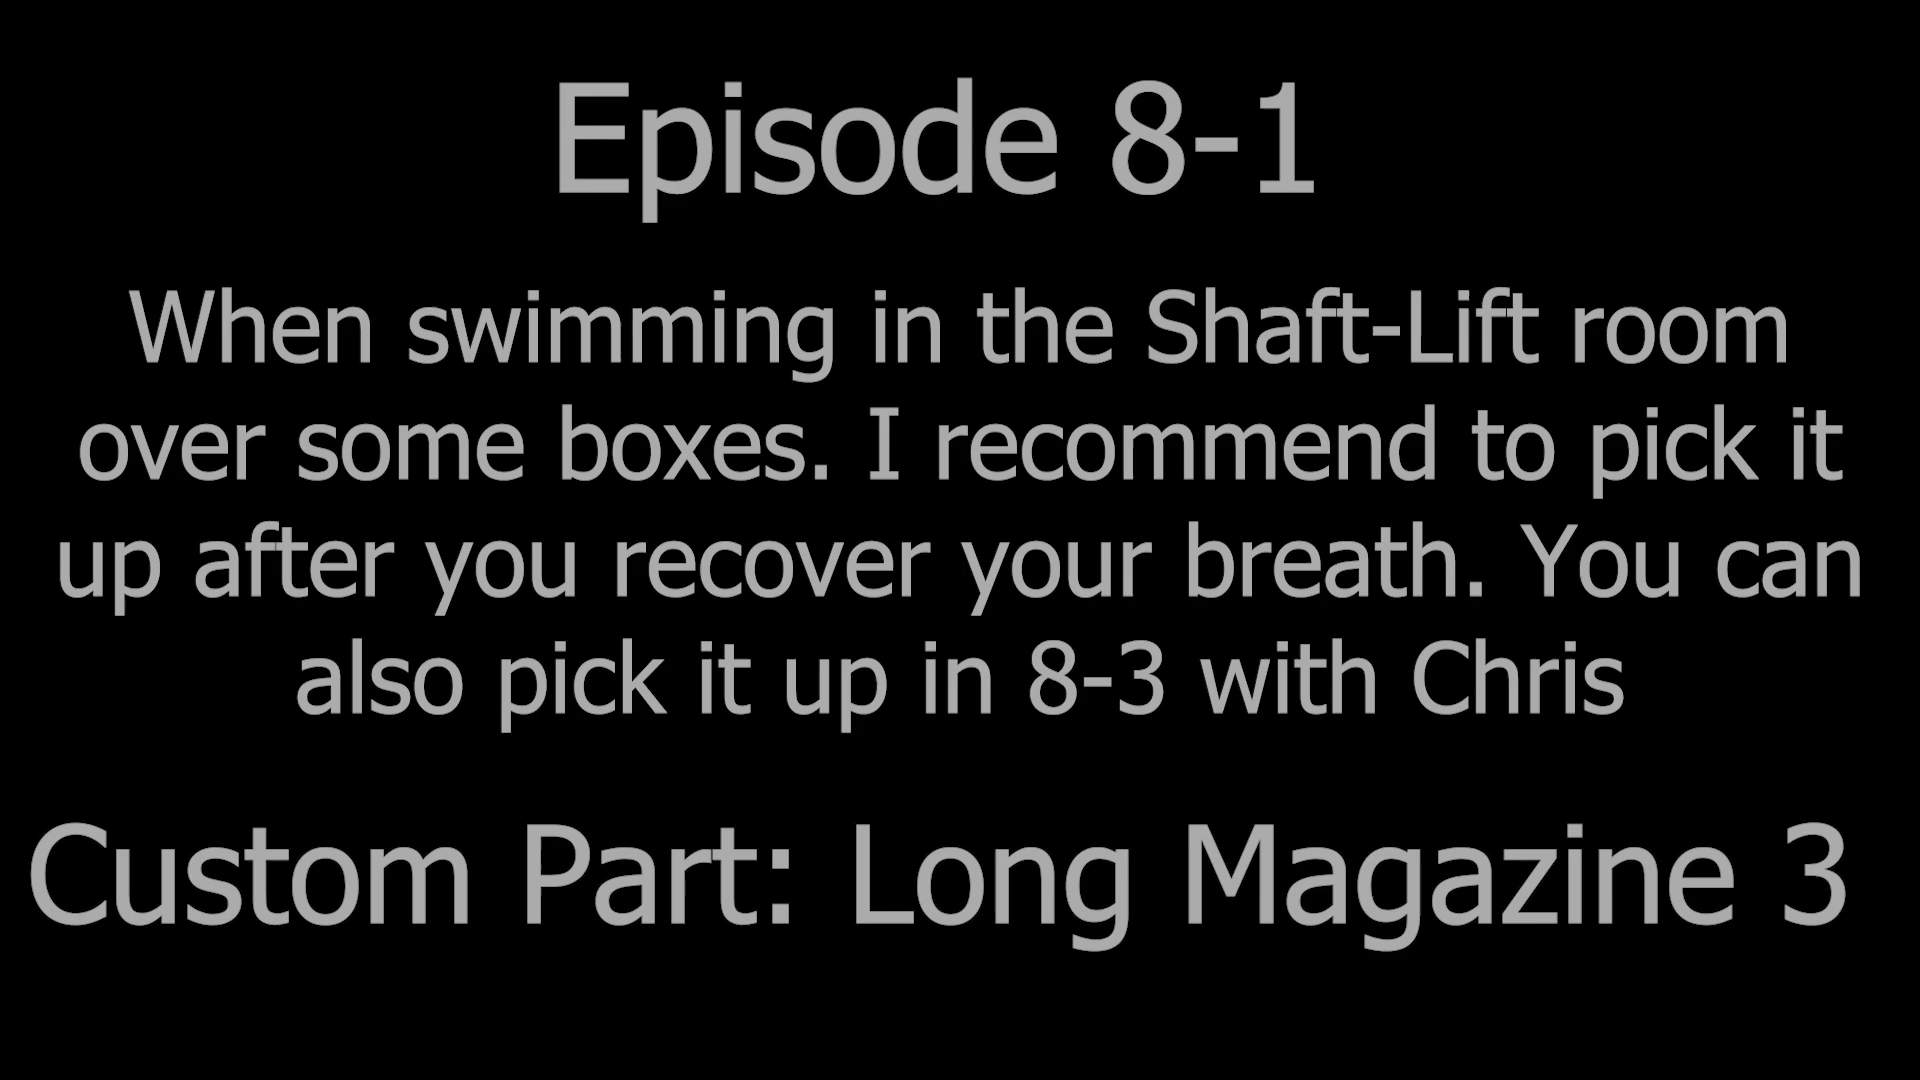 Episode 8-1
When swimming in the Shaft-Lift room
over some boxes. I recommend to pick it
up after you recover your breath. You can
also pick it up in 8-3 with Chris
Custom Part: Long Magazine 3